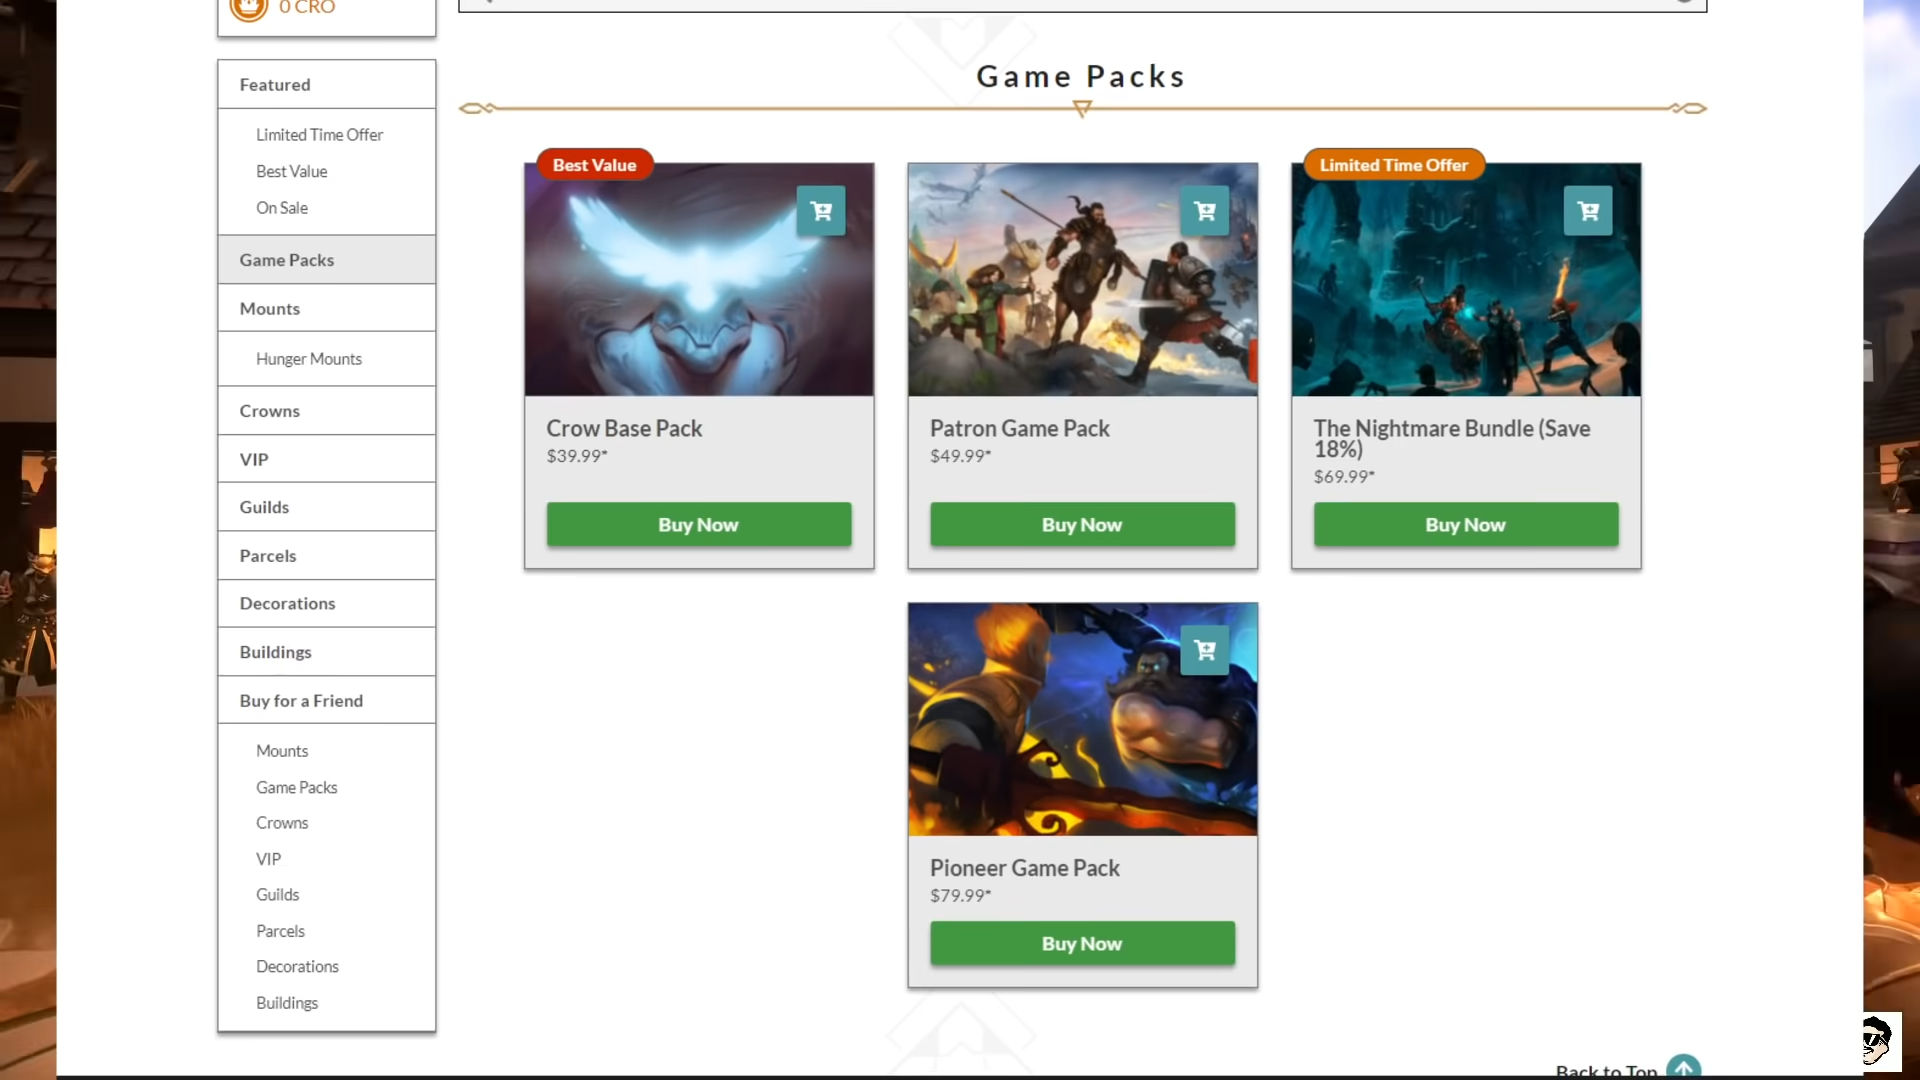 0 CRO
Featured
Limited Time Offer
Best Value
On Sale
Game Packs
Mounts
Hunger Mounts
Crowns
VIP
Guilds
Parcels
Decorations
Buildings
Buy for a Friend
Mounts
Game Packs
Crowns
VIP
Guilds
Parcels
Decorations
Buildings
Game Packs
Best Value
Crow Base Pack
$39.99*
Buy Now
Patron Game Pack
$49.99*
Buy Now
Limited Time Offer
The Nightmare Bundle (Save
18%)
$69.99*
Buy Now
Pioneer Game Pack
$79.99*
Buy Now
Back to Top